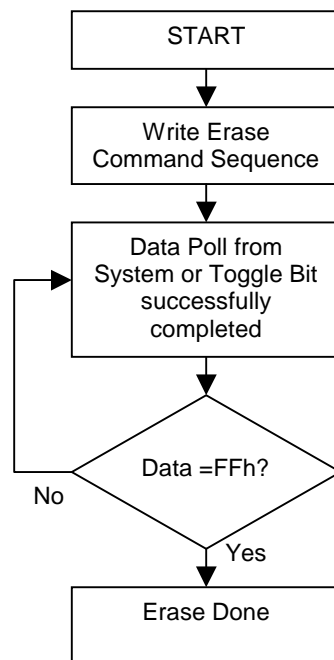 START
Write Erase
Command Sequence
Data Poll from
System or Toggle Bit
successfully
completed
Data =FFh?
No
Yes
Erase Done